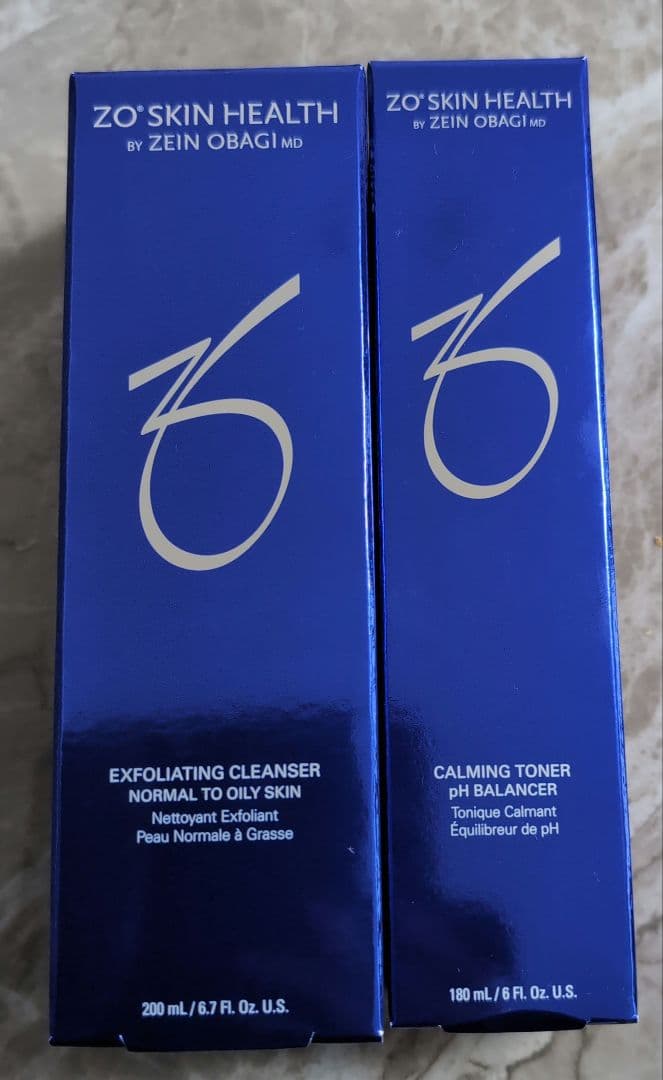 ZO® SKIN HEALTH
BY ZEIN OBAGI MD
EXFOLIATING CLEANSER
NORMAL TO OILY SKIN
Nettoyant Exfoliant
Peau Normale à Grasse
200 mL / 6.7 Fl. Oz. U.S.
ZO® SKIN HEALTH
BY ZEIN OBAGI MD
CALMING TONER
pH BALANCER
Tonique Calmant
Équilibreur de pH
180 mL / 6 Fl. Oz. U.S.